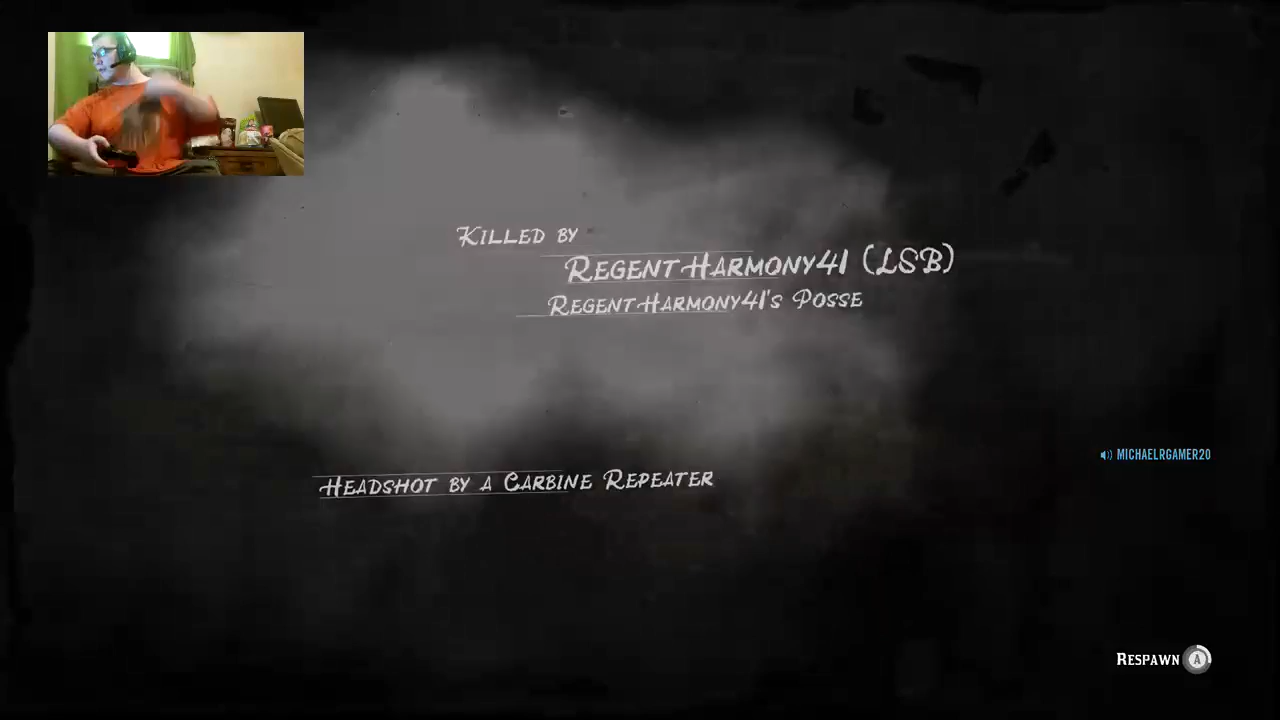 Killed by
RegentHarmony41 (LSB)
RegentHarmony41's Posse
MICHAELRGAMER20
Headshot by a Carbine Repeater
Respawn A